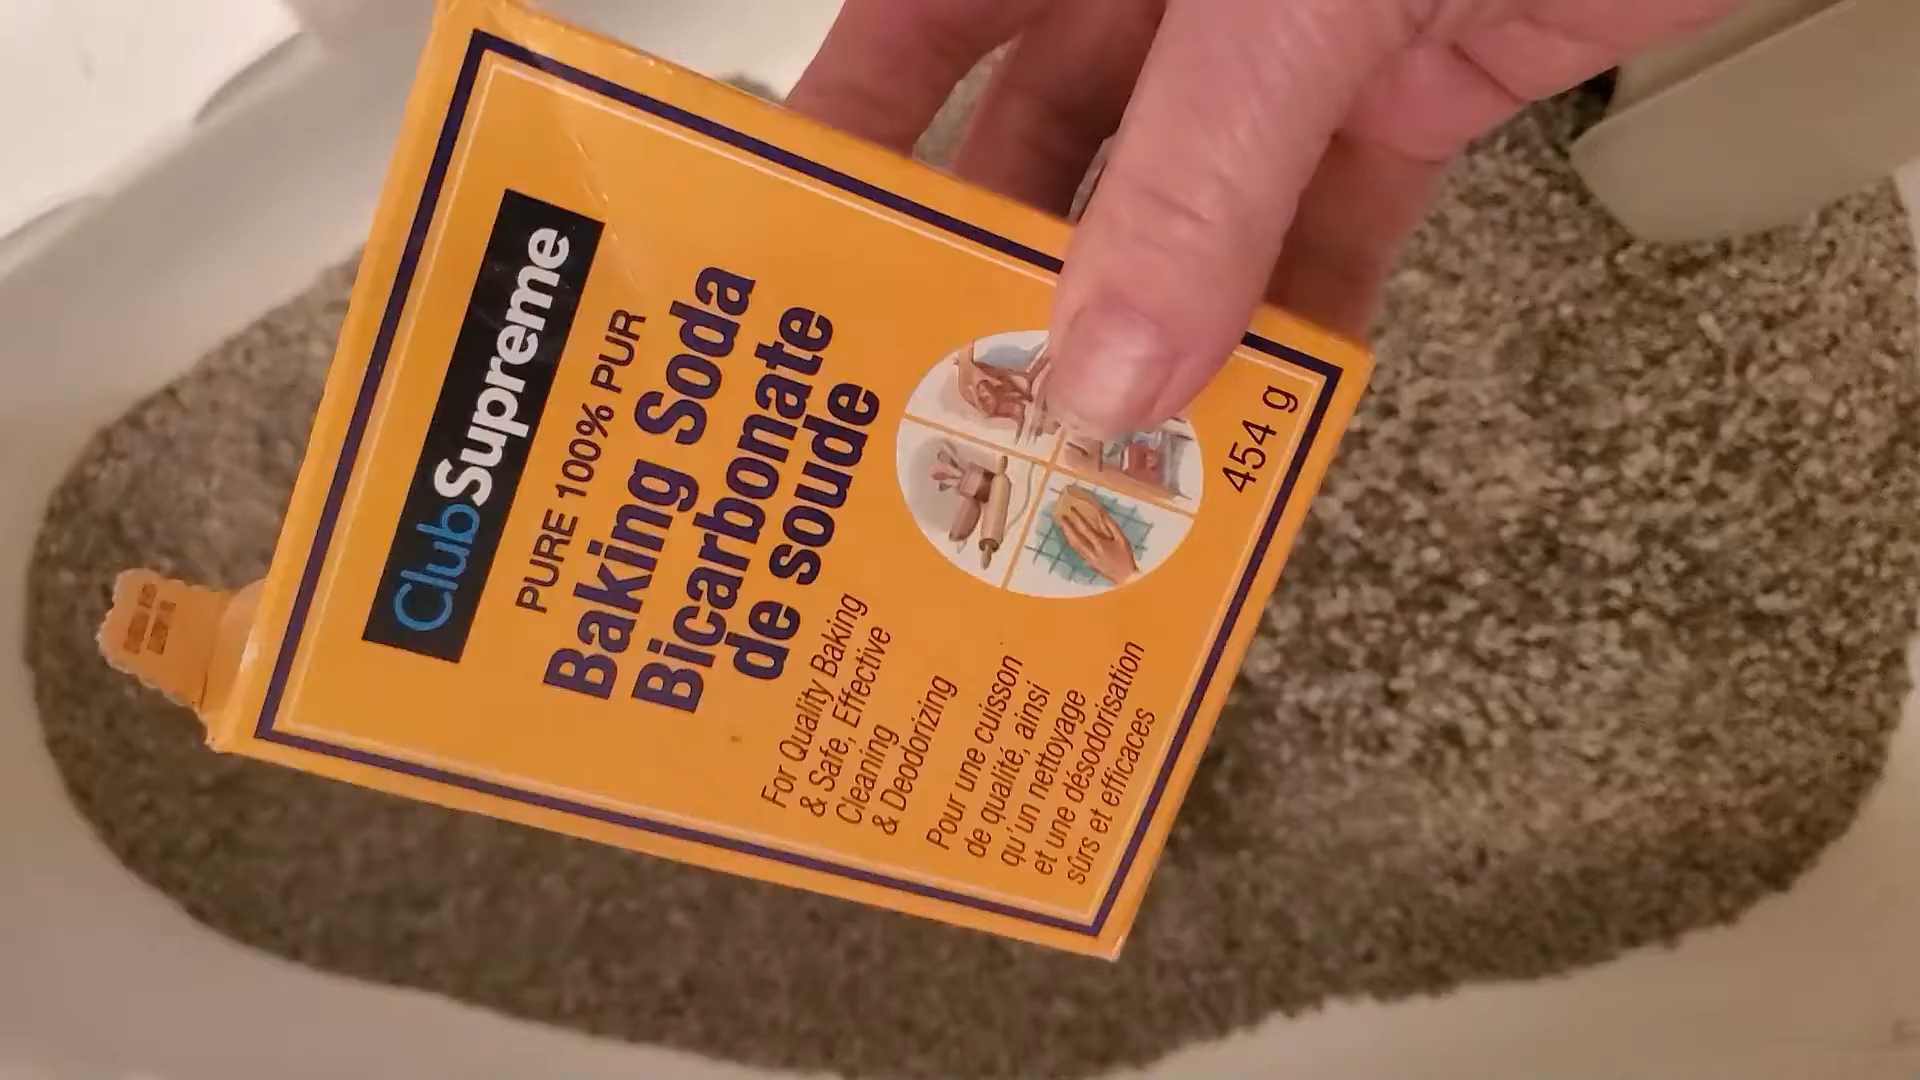 ClubSupreme
PURE 100% PUR
Baking Soda
Bicarbonate
de soude
For Quality Baking
& Safe, Effective
Cleaning
& Deodorizing
Pour une cuisson
de qualité, ainsi
qu'un nettoyage
et une désodorisation
sûrs et efficaces
454 g